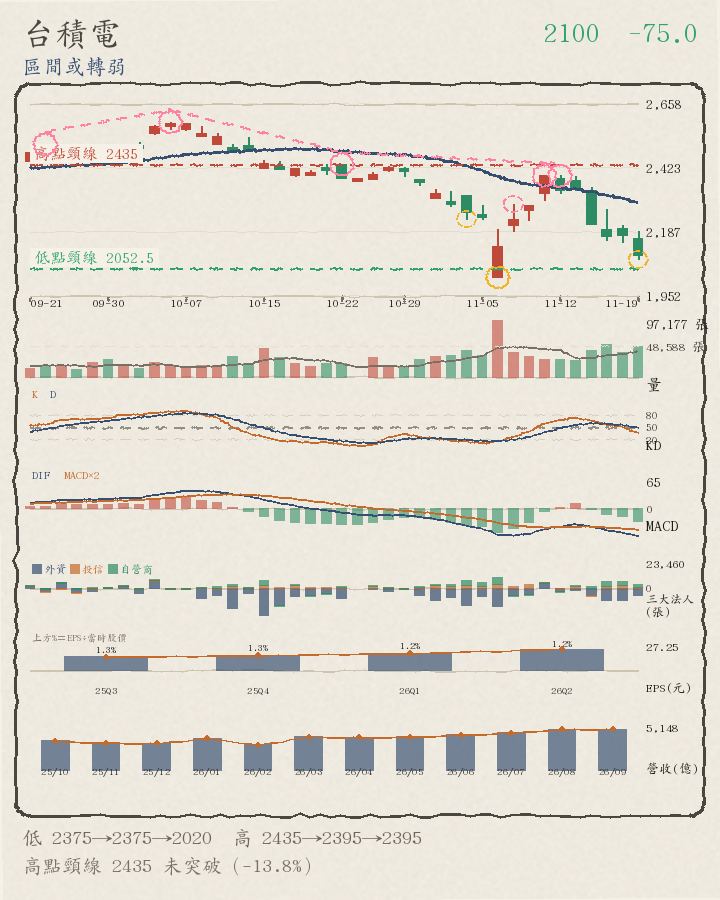 台積電
2100 -75.0
區間或轉弱
2,658
高點頸線 2435
2,423
2,187
低點頸線 2052.5
1,952
09-21 09-30 10-07 10-15 10-22 10-29 11-05 11-12 11-19
97,177 張
48,588 張
量
K D
80
50
20
KD
DIF MACD×2
65
0
MACD
外資 投信 自營商
23,460
0
三大法人
(張)
上方%=EPS÷當時股價
1.3% 1.3% 1.2% 1.2%
27.25
25Q3 25Q4 26Q1 26Q2
EPS(元)
5,148
25/10 25/11 25/12 26/01 26/02 26/03 26/04 26/05 26/06 26/07 26/08 26/09
營收(億)
低 2375→2375→2020 高 2435→2395→2395
高點頸線 2435 未突破 (-13.8%)